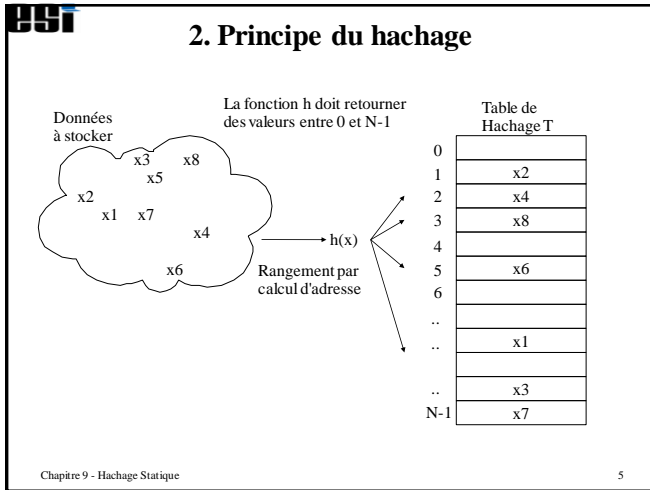 esi
2. Principe du hachage
Données
à stocker
La fonction h doit retourner
des valeurs entre 0 et N-1
Table de
Hachage T
x3 x8
x5
x2
x1 x7
x4
x6
h(x)
Rangement par
calcul d'adresse
0
1 x2
2 x4
3 x8
4
5 x6
6
..
.. x1
.. x3
N-1 x7
Chapitre 9 - Hachage Statique 5